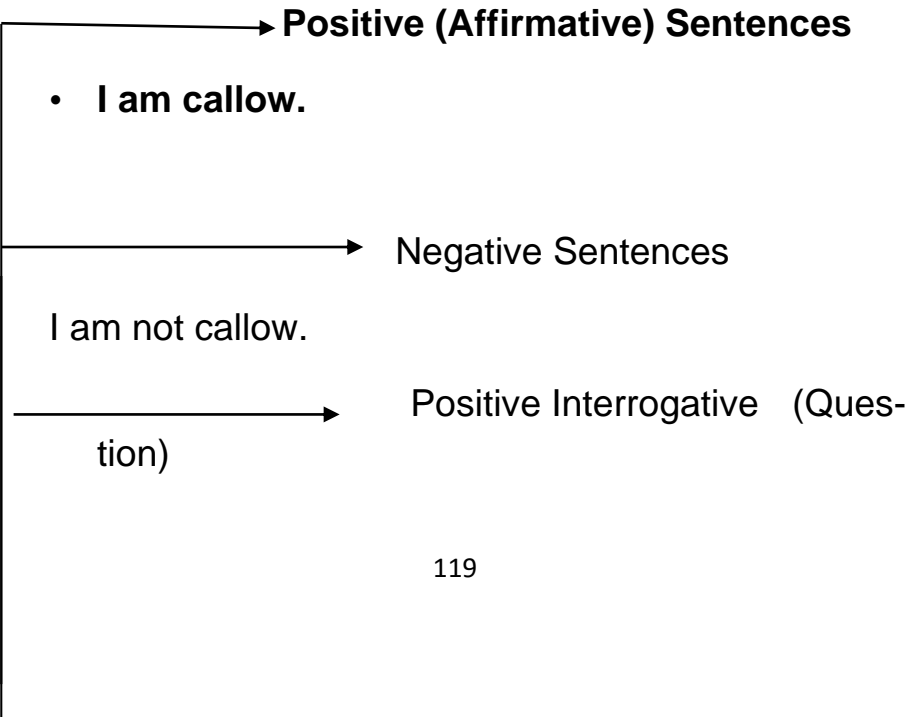 Positive (Affirmative) Sentences
• I am callow.
Negative Sentences
I am not callow.
Positive Interrogative (Ques-
tion)
119